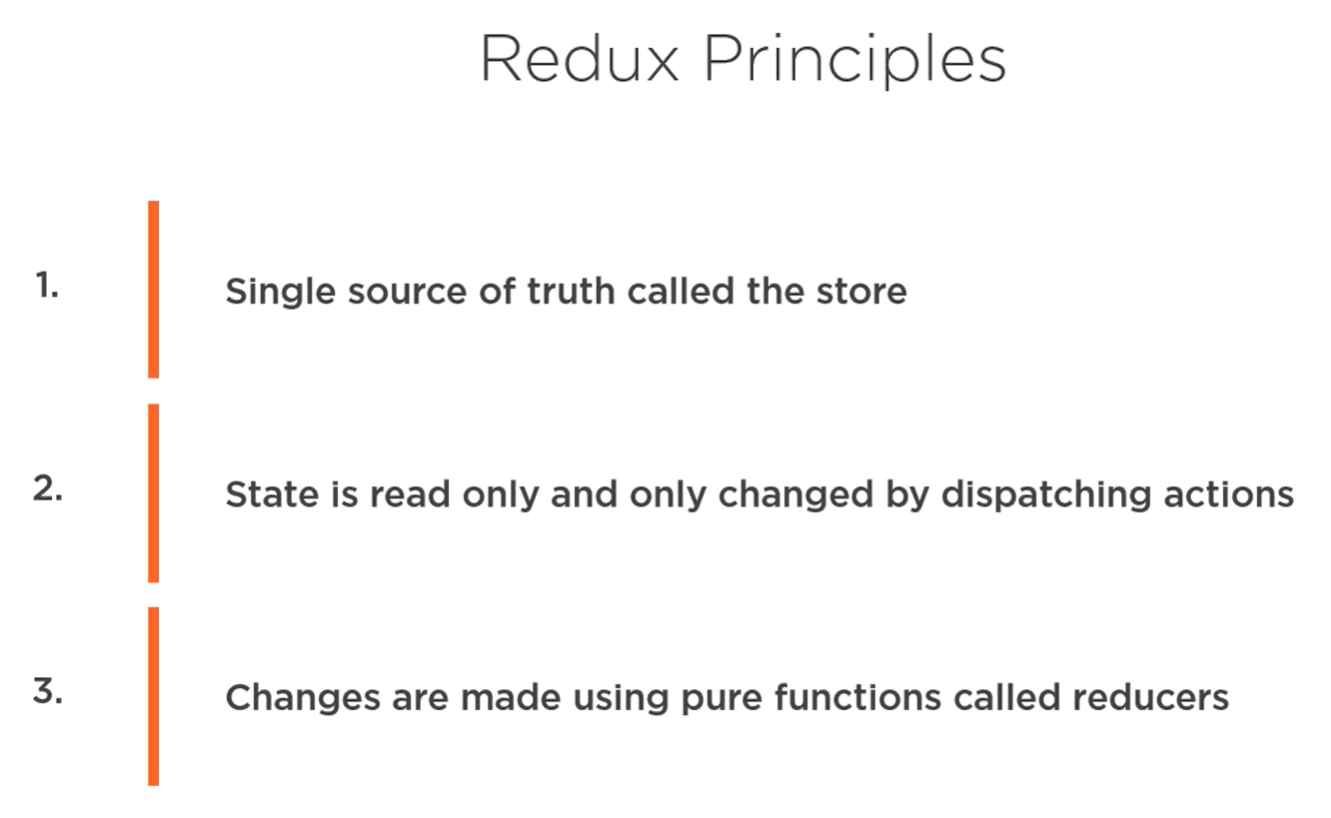 Redux Principles
1.
Single source of truth called the store
2.
State is read only and only changed by dispatching actions
3.
Changes are made using pure functions called reducers